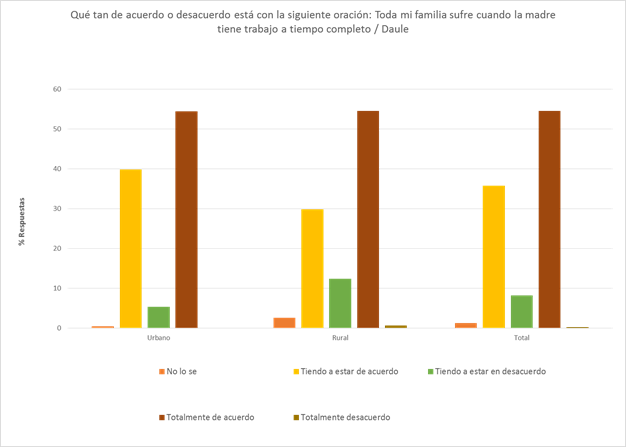 Qué tan de acuerdo o desacuerdo está con la siguiente oración: Toda mi familia sufre cuando la madre
tiene trabajo a tiempo completo / Daule
60
50
40
30
20
10
0
% Respuestas
Urbano
Rural
Total
No lo se
Tiendo a estar de acuerdo
Tiendo a estar en desacuerdo
Totalmente de acuerdo
Totalmente desacuerdo